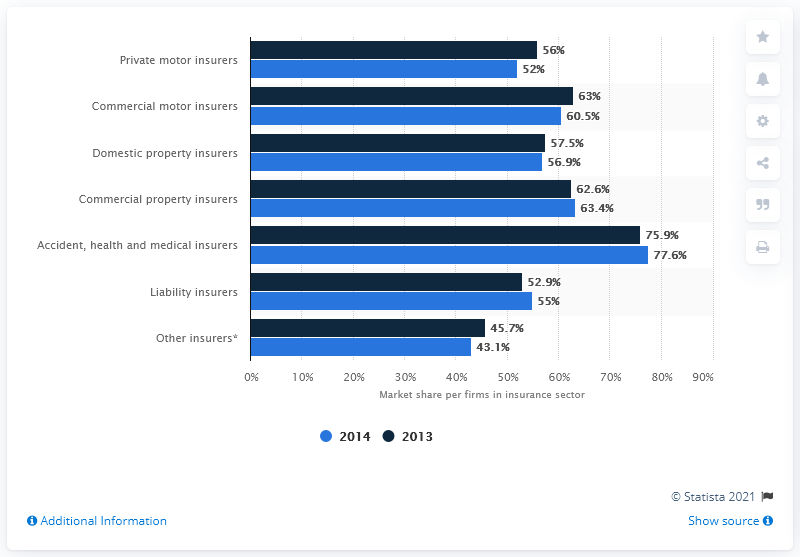 Private motor insurers
56%
52%
Commercial motor insurers
63%
60.5%
Domestic property insurers
57.5%
56.9%
Commercial property insurers
62.6%
63.4%
Accident, health and medical insurers
75.9%
77.6%
Liability insurers
52.9%
55%
Other insurers*
45.7%
43.1%
0% 10% 20% 30% 40% 50% 60% 70% 80% 90%
Market share per firms in insurance sector
2014 2013
© Statista 2021
Additional Information Show source